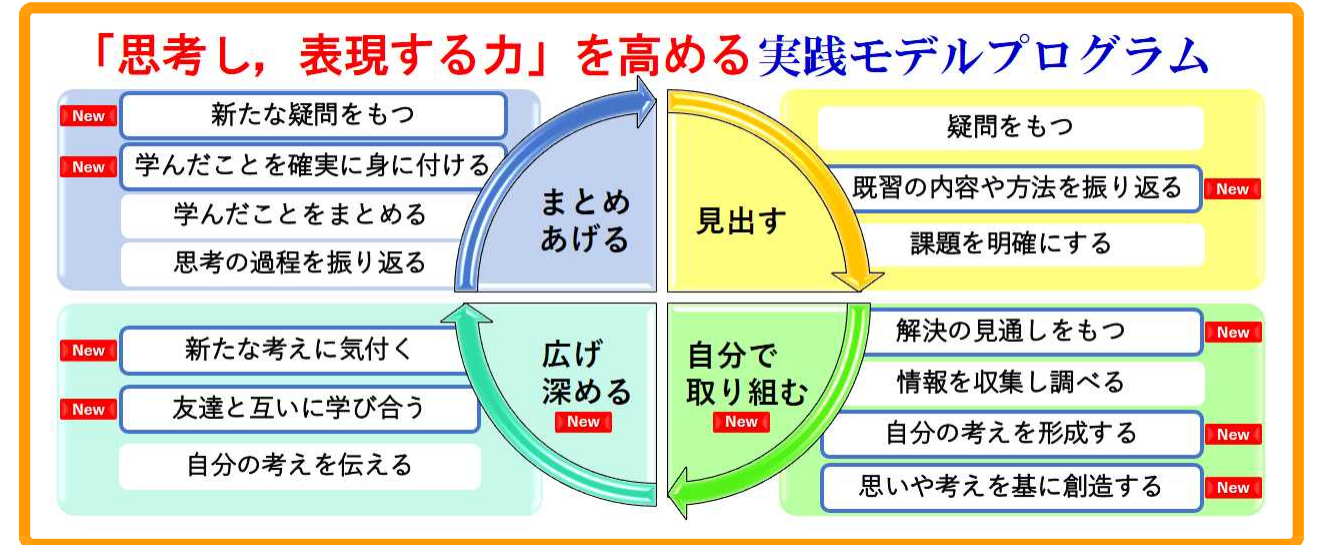 「思考し，表現する力」を高める実践モデルプログラム
New
新たな疑問をもつ
New
学んだことを確実に身に付ける
学んだことをまとめる
思考の過程を振り返る
まとめ
あげる
見出す
疑問をもつ
既習の内容や方法を振り返る
New
課題を明確にする
New
新たな考えに気付く
New
友達と互いに学び合う
自分の考えを伝える
広げ
深める
New
自分で
取り組む
New
解決の見通しをもつ
New
情報を収集し調べる
自分の考えを形成する
New
思いや考えを基に創造する
New